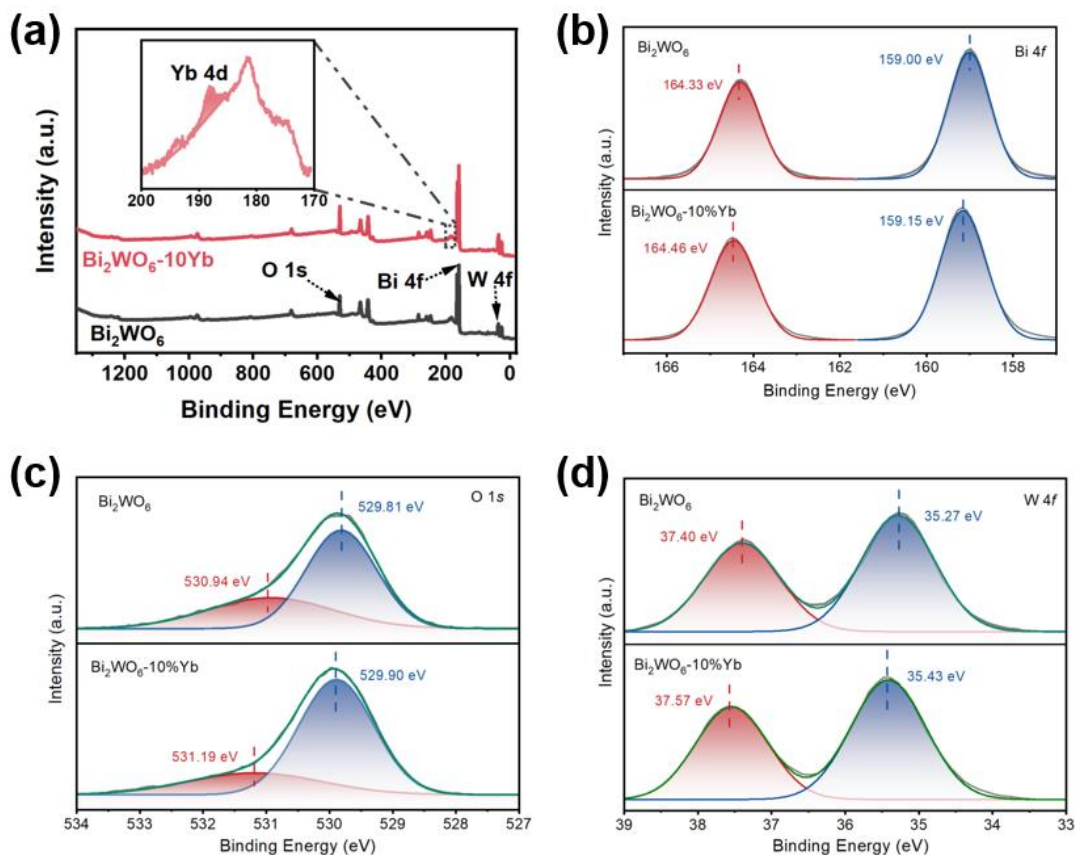 (a)
Yb 4d
200 190 180 170
Bi₂WO₆-10Yb
O 1s
Bi 4f
W 4f
Bi₂WO₆
1200 1000 800 600 400 200 0
Binding Energy (eV)
Intensity (a.u.)
(b)
Bi₂WO₆
Bi 4f
164.33 eV
159.00 eV
Bi₂WO₆-10%Yb
164.46 eV
159.15 eV
166 164 162 160 158
Binding Energy (eV)
Intensity (a.u.)
(c)
Bi₂WO₆
O 1s
529.81 eV
530.94 eV
Bi₂WO₆-10%Yb
529.90 eV
531.19 eV
534 533 532 531 530 529 528 527
Binding Energy (eV)
Intensity (a.u.)
(d)
Bi₂WO₆
W 4f
37.40 eV
35.27 eV
Bi₂WO₆-10%Yb
37.57 eV
35.43 eV
39 38 37 36 35 34 33
Binding Energy (eV)
Intensity (a.u.)